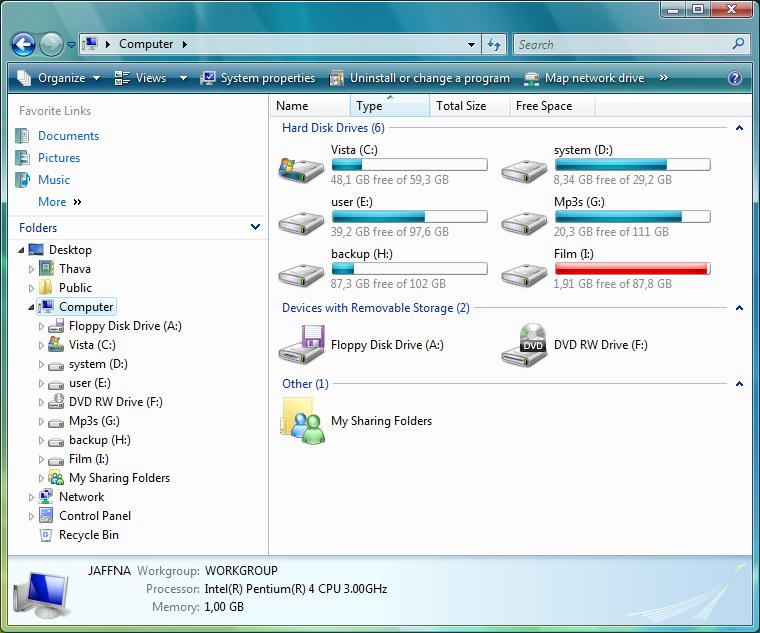 Computer
Search
Organize Views System properties Uninstall or change a program Map network drive »
Favorite Links
Documents
Pictures
Music
More »
Folders
Desktop
Thava
Public
Computer
Floppy Disk Drive (A:)
Vista (C:)
system (D:)
user (E:)
DVD RW Drive (F:)
Mp3s (G:)
backup (H:)
Film (I:)
My Sharing Folders
Network
Control Panel
Recycle Bin
Name Type Total Size Free Space
Hard Disk Drives (6)
Vista (C:)
48,1 GB free of 59,3 GB
system (D:)
8,34 GB free of 29,2 GB
user (E:)
39,2 GB free of 97,6 GB
Mp3s (G:)
20,3 GB free of 111 GB
backup (H:)
87,3 GB free of 102 GB
Film (I:)
1,91 GB free of 87,8 GB
Devices with Removable Storage (2)
Floppy Disk Drive (A:)
DVD
DVD RW Drive (F:)
Other (1)
My Sharing Folders
JAFFNA Workgroup: WORKGROUP
Processor: Intel(R) Pentium(R) 4 CPU 3.00GHz
Memory: 1,00 GB